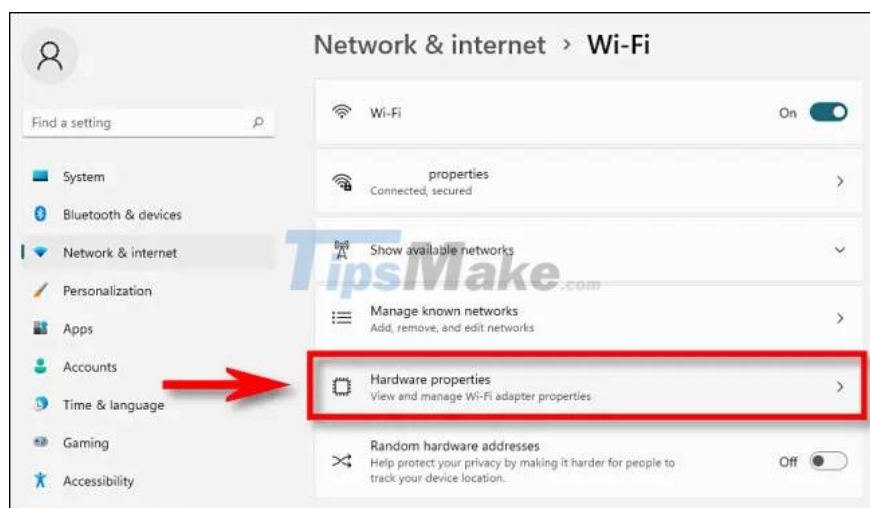 Network & internet > Wi-Fi
Find a setting
System
Bluetooth & devices
Network & internet
Personalization
Apps
Accounts
Time & language
Gaming
Accessibility
Wi-Fi
On
properties
Connected, secured
Show available networks
TipsMake.com
Manage known networks
Add, remove, and edit networks
Hardware properties
View and manage Wi-Fi adapter properties
Random hardware addresses
Help protect your privacy by making it harder for people to
track your device location.
Off